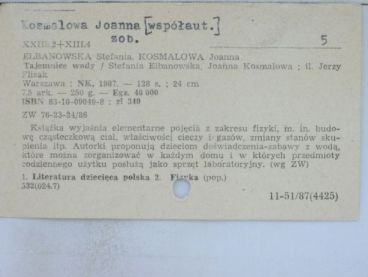 Kosmalowa Joanna [współaut.]
zob. 5
XXIII.2+XIII.4
ELBANOWSKA Stefania, KOSMALOWA Joanna
Tajemnice wody / Stefania Elbanowska, Joanna Kosmalowa ; il. Jerzy
Flisak
Warszawa : NK, 1987. — 128 s. ; 24 cm
7.5 ark. — 250 g. — Egz. 40 000
ISBN 83-10-09049-8 : zł 340
ZW 76-23-24/86
Książka wyjaśnia elementarne pojęcia z zakresu fizyki, m. in. budo-
wę cząsteczkową ciał, właściwości cieczy i gazów, zmiany stanów sku-
pienia itp. Autorki proponują dzieciom doświadczenia-zabawy z wodą,
które można zorganizować w każdym domu i w których przedmioty
codziennego użytku posłużą jako sprzęt laboratoryjny. (wg ZW)
1. Literatura dziecięca polska 2. Fizyka (pop.)
532(024.7)
11-51/87(4425)